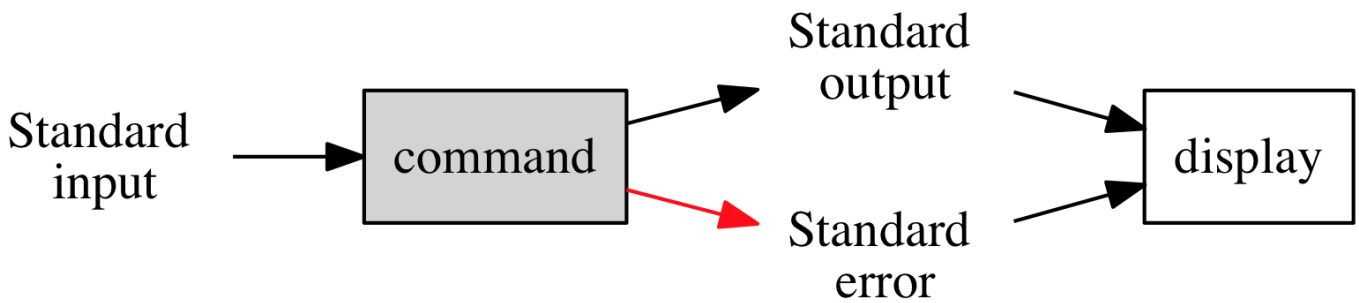 Standard
input
command
Standard
output
Standard
error
display